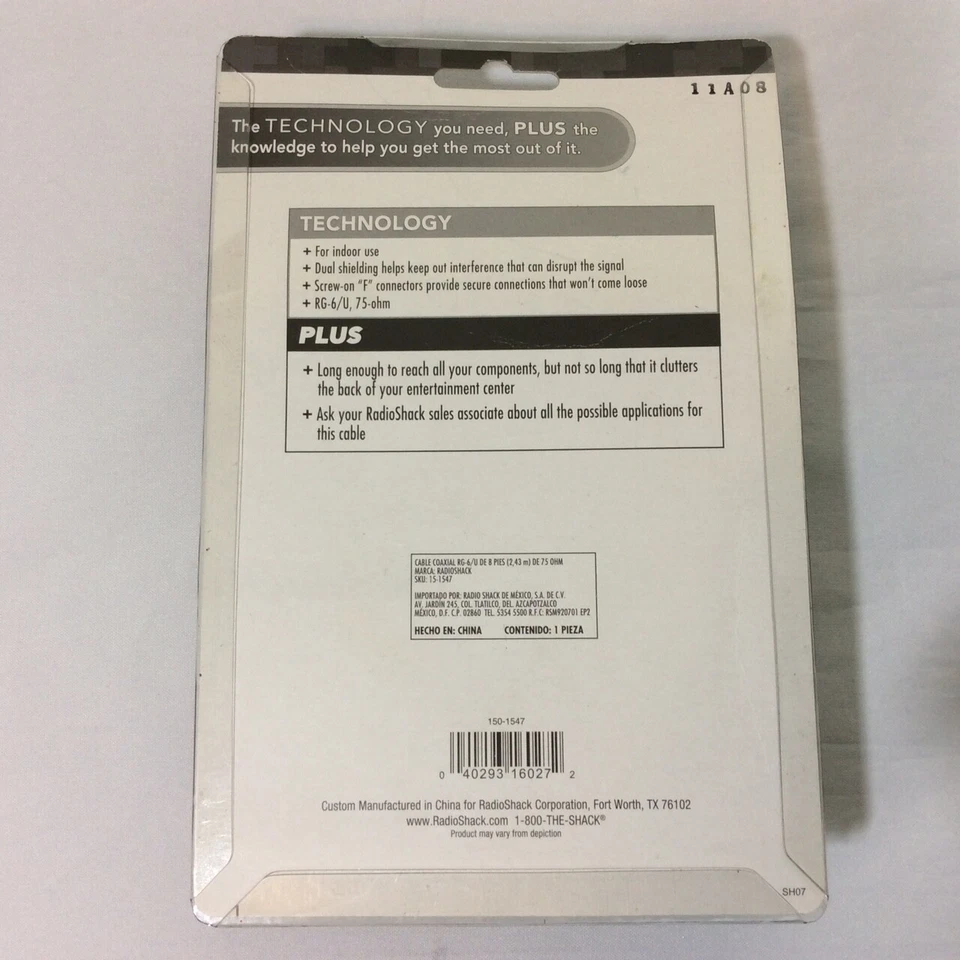 11A08
The TECHNOLOGY you need, PLUS the
knowledge to help you get the most out of it.
TECHNOLOGY
+ For indoor use
+ Dual shielding helps keep out interference that can disrupt the signal
+ Screw-on "F" connectors provide secure connections that won't come loose
+ RG-6/U, 75-ohm
PLUS
+ Long enough to reach all your components, but not so long that it clutters
the back of your entertainment center
+ Ask your RadioShack sales associate about all the possible applications for
this cable
CABLE COAXIAL RG-6/U DE 8 PIES (2,43 m) DE 75 OHM
MARCA: RADIOSHACK
SKU: 15-1547
IMPORTADO POR: RADIO SHACK DE MÉXICO, S.A. DE C.V.
AV. JARDÍN 245, COL. TLATILCO, DEL. AZCAPOTZALCO
MÉXICO, D.F. C.P. 02860 TEL. 5354 5500 R.F.C: RSM920701 EP2
HECHO EN: CHINA CONTENIDO: 1 PIEZA
150-1547
0 40293 16027 2
Custom Manufactured in China for RadioShack Corporation, Fort Worth, TX 76102
www.RadioShack.com 1-800-THE-SHACK®
Product may vary from depiction
SH07